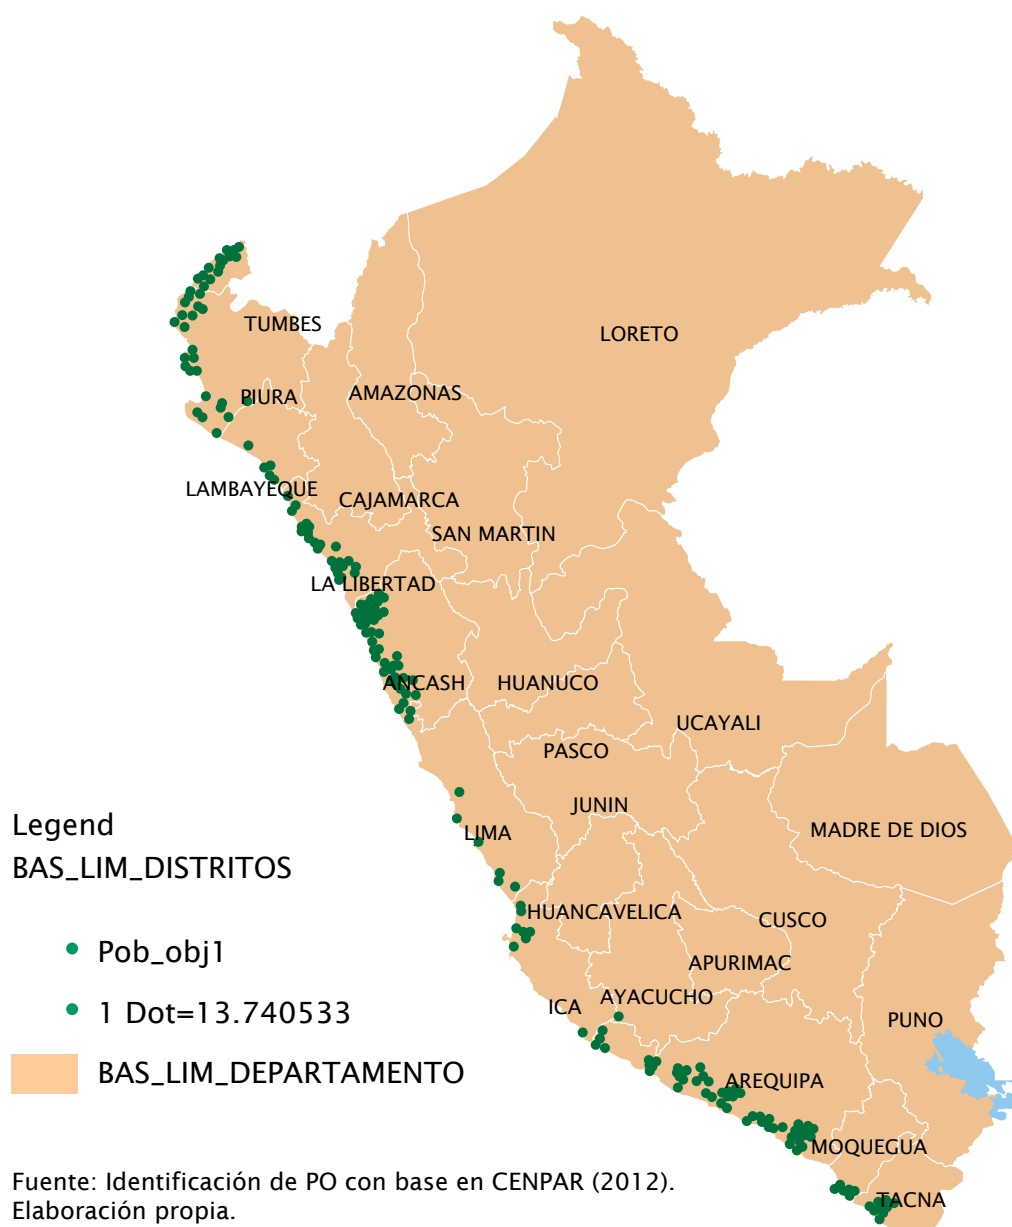 TUMBES
LORETO
PIURA
AMAZONAS
LAMBAYEQUE
CAJAMARCA
SAN MARTIN
LA LIBERTAD
ANCASH
HUANUCO
UCAYALI
PASCO
JUNIN
LIMA
MADRE DE DIOS
HUANCAVELICA
CUSCO
APURIMAC
ICA
AYACUCHO
PUNO
AREQUIPA
MOQUEGUA
TACNA
Legend
BAS_LIM_DISTRITOS
Pob_obj1
1 Dot=13.740533
BAS_LIM_DEPARTAMENTO
Fuente: Identificación de PO con base en CENPAR (2012).
Elaboración propia.